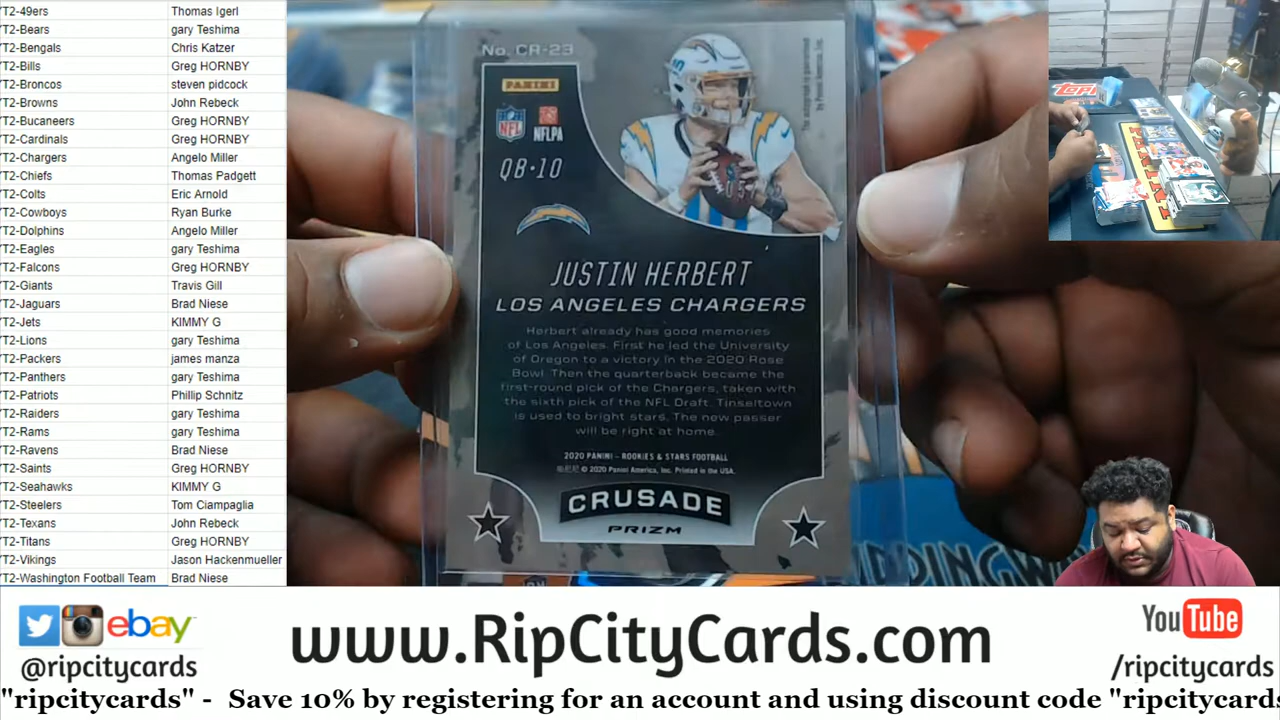 T2-49ers Thomas Igerl
T2-Bears gary Teshima
T2-Bengals Chris Katzer
T2-Bills Greg HORNBY
T2-Broncos steven pidcock
T2-Browns John Rebeck
T2-Bucaneers Greg HORNBY
T2-Cardinals Greg HORNBY
T2-Chargers Angelo Miller
T2-Chiefs Thomas Padgett
T2-Colts Eric Arnold
T2-Cowboys Ryan Burke
T2-Dolphins Angelo Miller
T2-Eagles gary Teshima
T2-Falcons Greg HORNBY
T2-Giants Travis Gill
T2-Jaguars Brad Niese
T2-Jets KIMMY G
T2-Lions gary Teshima
T2-Packers james manza
T2-Panthers gary Teshima
T2-Patriots Phillip Schnitz
T2-Raiders gary Teshima
T2-Rams gary Teshima
T2-Ravens Brad Niese
T2-Saints Greg HORNBY
T2-Seahawks KIMMY G
T2-Steelers Tom Ciampaglia
T2-Texans John Rebeck
T2-Titans Greg HORNBY
T2-Vikings Jason Hackenmueller
T2-Washington Football Team Brad Niese
No. CR-23
PANINI
NFL NFLPA
QB•10
JUSTIN HERBERT
LOS ANGELES CHARGERS
Herbert already has good memories
of Los Angeles. First he led the University
of Oregon to a victory in the 2020 Rose
Bowl. Then the quarterback became the
first-round pick of the Chargers, taken with
the sixth pick of the NFL Draft. Tinseltown
is used to bright stars. The new passer
will be right at home.
2020 PANINI – ROOKIES & STARS FOOTBALL
© 2020 Panini America, Inc. Printed in the USA.
CRUSADE
PRIZM
topps
PANINI
ebay
@ripcitycards
www.RipCityCards.com
YouTube
/ripcitycards
"ripcitycards" - Save 10% by registering for an account and using discount code "ripcitycards